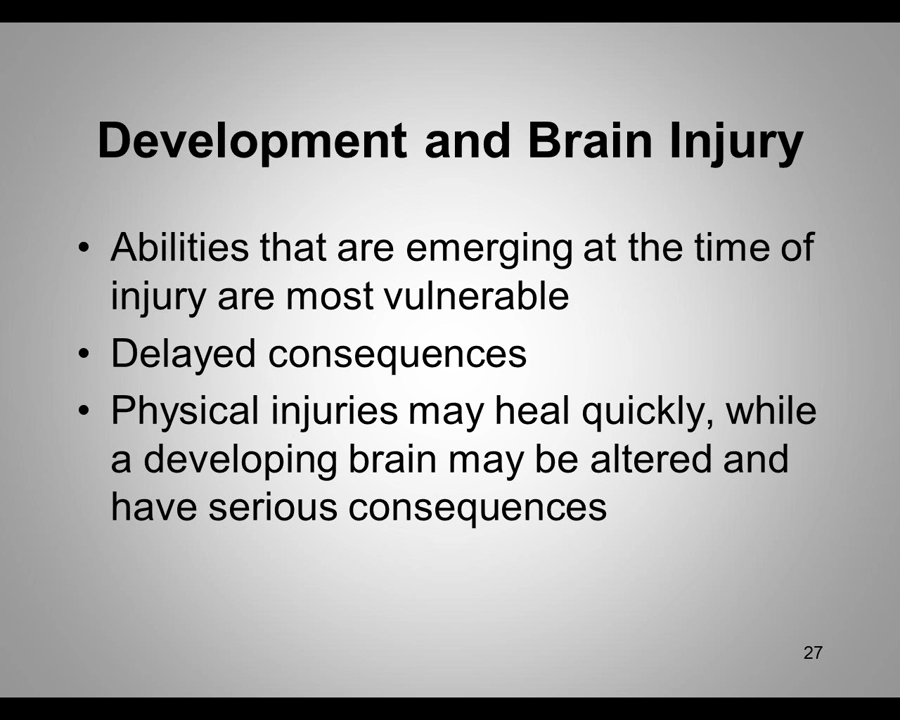 Development and Brain Injury
• Abilities that are emerging at the time of
injury are most vulnerable
• Delayed consequences
• Physical injuries may heal quickly, while
a developing brain may be altered and
have serious consequences
27